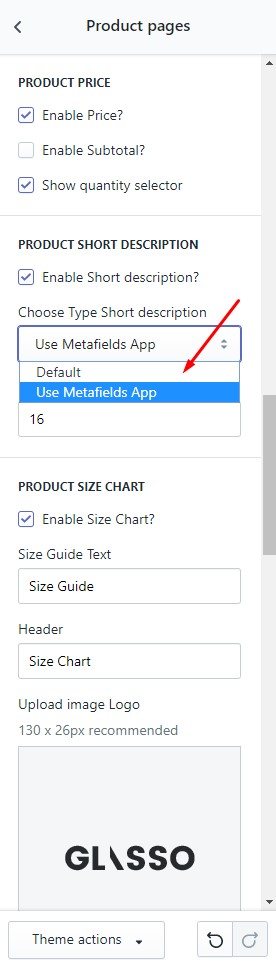 Product pages
PRODUCT PRICE
Enable Price?
Enable Subtotal?
Show quantity selector
PRODUCT SHORT DESCRIPTION
Enable Short description?
Choose Type Short description
Use Metafields App
Default
Use Metafields App
16
PRODUCT SIZE CHART
Enable Size Chart?
Size Guide Text
Size Guide
Header
Size Chart
Upload image Logo
130 x 26px recommended
GLASSO
Theme actions